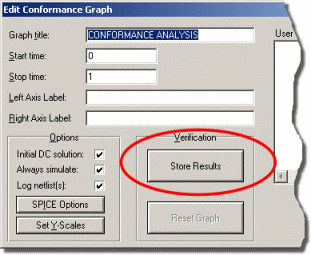 Edit Conformance Graph
Graph title: CONFORMANCE ANALYSIS
User
Start time: 0
Stop time: 1
Left Axis Label:
Right Axis Label:
Options
Verification
Initial DC solution:
Always simulate:
Log netlist(s):
Store Results
SPICE Options
Set Y-Scales
Reset Graph